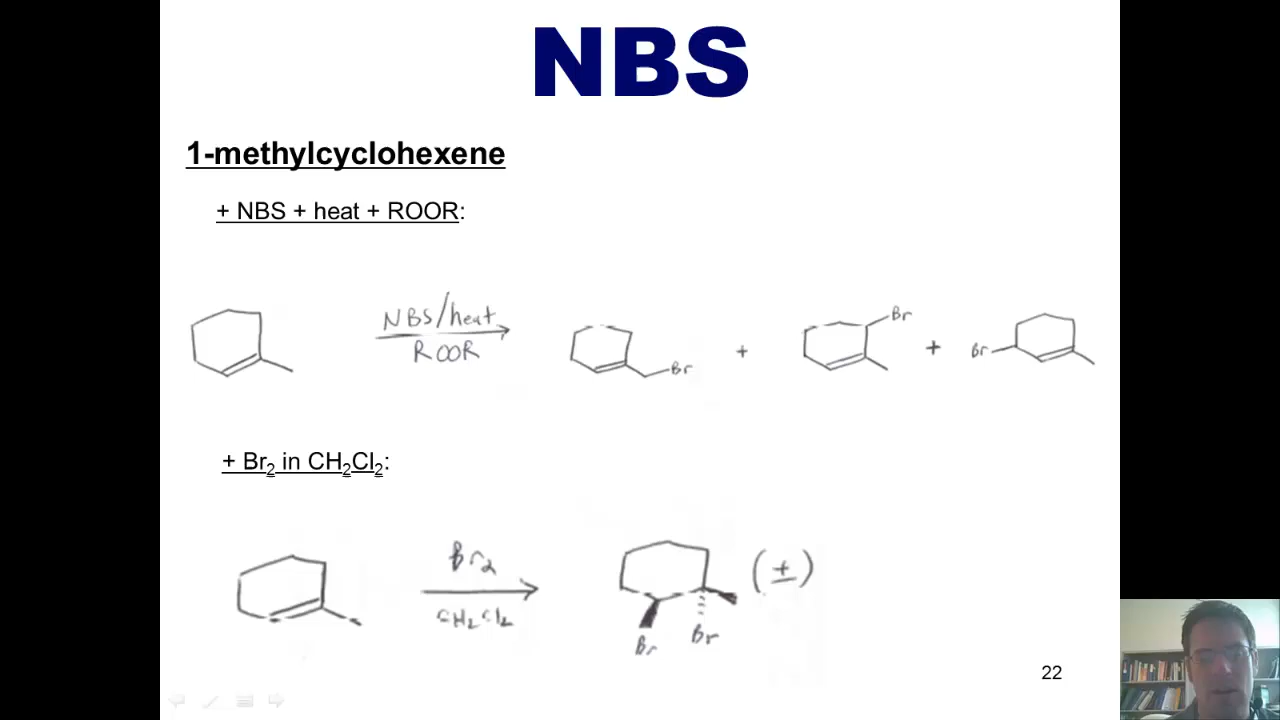 NBS
1-methylcyclohexene
+ NBS + heat + ROOR:
NBS/heat
ROOR
Br
+
Br
+
Br
+ Br₂ in CH₂Cl₂:
Br₂
CH₂Cl₂
(±)
Br
Br
22